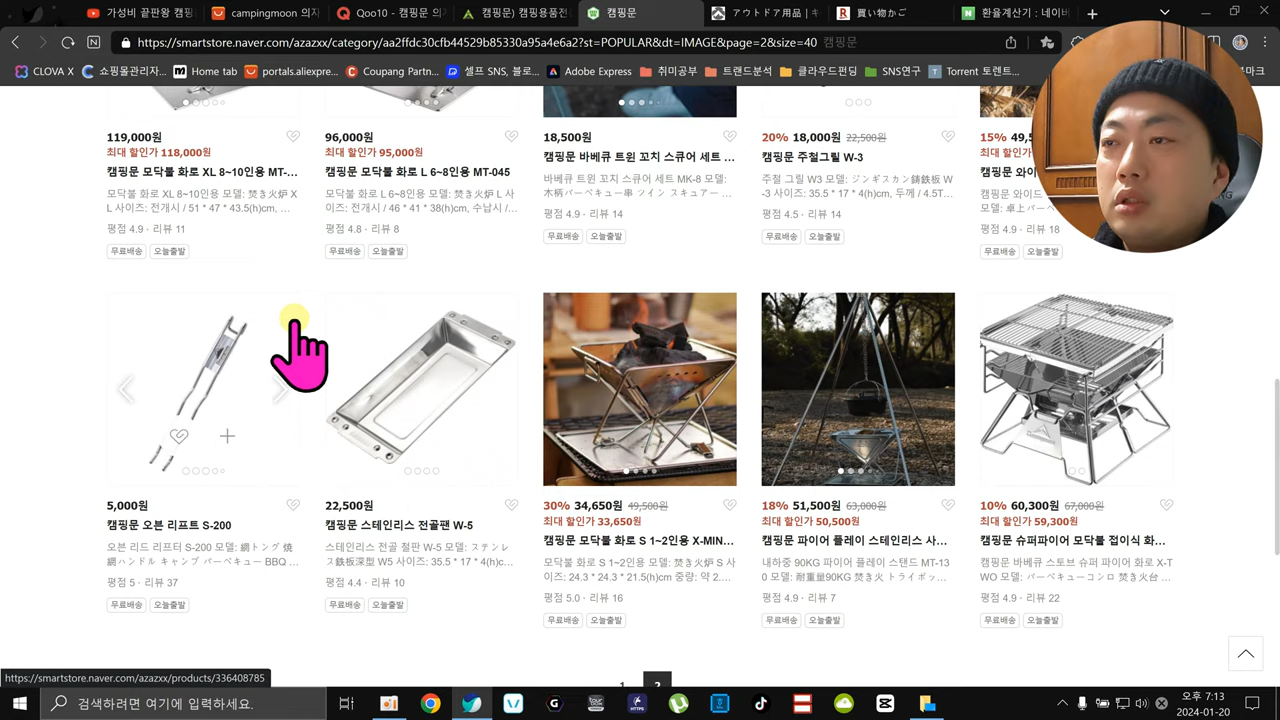 가성비 끝판왕 캠핑
campingmoon 의자
Qoo10 - 캠핑문 의자
캠핑문) 캠핑용품전
캠핑문
アウトドア用品 | キ
買い物かご
환율계산기 : 네이버
https://smartstore.naver.com/azazxx/category/aa2ffdc30cfb44529b85330a95a4e6a2?st=POPULAR&dt=IMAGE&page=2&size=40 캠핑문
CLOVA X
쇼핑몰관리자...
Home tab
portals.aliexpre...
Coupang Partn...
셀프 SNS, 블로...
Adobe Express
취미공부
트랜드분석
클라우드펀딩
SNS연구
Torrent 토렌트...
북마크
119,000원
최대 할인가 118,000원
캠핑문 모닥불 화로 XL 8~10인용 MT-...
모닥불 화로 XL 8~10인용 모델: 焚き火炉 X
L 사이즈: 전개시 / 51 * 47 * 43.5(h)cm, ...
평점 4.9 · 리뷰 11
무료배송 오늘출발
96,000원
최대 할인가 95,000원
캠핑문 모닥불 화로 L 6~8인용 MT-045
모닥불 화로 L 6~8인용 모델: 焚き火炉 L 사
이즈: 전개시 / 46 * 41 * 38(h)cm, 수납시 /...
평점 4.8 · 리뷰 8
무료배송 오늘출발
18,500원
캠핑문 바베큐 트윈 꼬치 스큐어 세트 ...
바베큐 트윈 꼬치 스큐어 세트 MK-8 모델:
木柄バーベキュー串 ツイン スキュアー ...
평점 4.9 · 리뷰 14
무료배송 오늘출발
20% 18,000원 22,500원
캠핑문 주철그릴 W-3
주철 그릴 W3 모델: ジンギスカン鋳鉄板 W
-3 사이즈: 35.5 * 17 * 4(h)cm, 두께 / 4.5T...
평점 4.5 · 리뷰 14
무료배송 오늘출발
15% 49,5
최대 할인
캠핑문 와이드
캠핑문 와이드
모델: 卓上バーベ
평점 4.9 · 리뷰 18
무료배송 오늘출발
5,000원
캠핑문 오븐 리프트 S-200
오븐 리드 리프터 S-200 모델: 網トング 焼
網ハンドル キャンプ バーベキュー BBQ ...
평점 5 · 리뷰 37
무료배송 오늘출발
22,500원
캠핑문 스테인리스 전골팬 W-5
스테인리스 전골 철판 W-5 모델: ステンレ
ス鉄板深型 W5 사이즈: 35.5 * 17 * 4(h)c...
평점 4.4 · 리뷰 10
무료배송 오늘출발
30% 34,650원 49,500원
최대 할인가 33,650원
캠핑문 모닥불 화로 S 1~2인용 X-MIN...
모닥불 화로 S 1~2인용 모델: 焚き火炉 S 사
이즈: 24.3 * 24.3 * 21.5(h)cm 중량: 약 2....
평점 5.0 · 리뷰 16
무료배송 오늘출발
18% 51,500원 63,000원
최대 할인가 50,500원
캠핑문 파이어 플레이 스테인리스 사...
내하중 90KG 파이어 플레이 스탠드 MT-13
0 모델: 耐重量90KG 焚き火 トライポッ...
평점 4.9 · 리뷰 7
무료배송 오늘출발
10% 60,300원 67,000원
최대 할인가 59,300원
캠핑문 슈퍼파이어 모닥불 접이식 화...
캠핑문 바베큐 스토브 슈퍼 파이어 화로 X-T
WO 모델: バーベキューコンロ 焚き火台 ...
평점 4.9 · 리뷰 22
무료배송 오늘출발
1 2
https://smartstore.naver.com/azazxx/products/336408785
검색하려면 여기에 입력하세요.
오후 7:13
2024-01-20